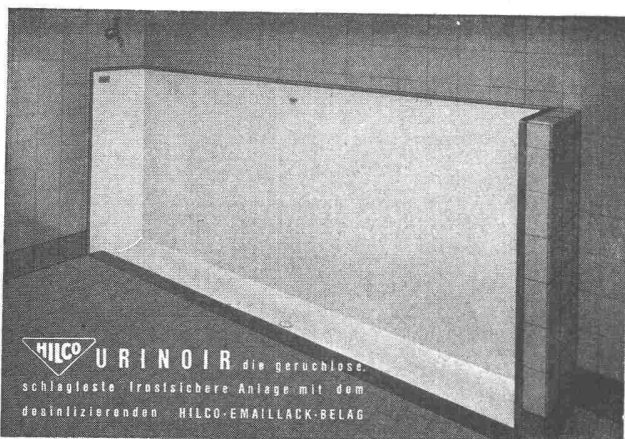 HILCO URINOIR die geruchlose,
schlagfeste frostsichere Anlage mit dem
desinfizierenden HILCO-EMAILLACK-BELAG